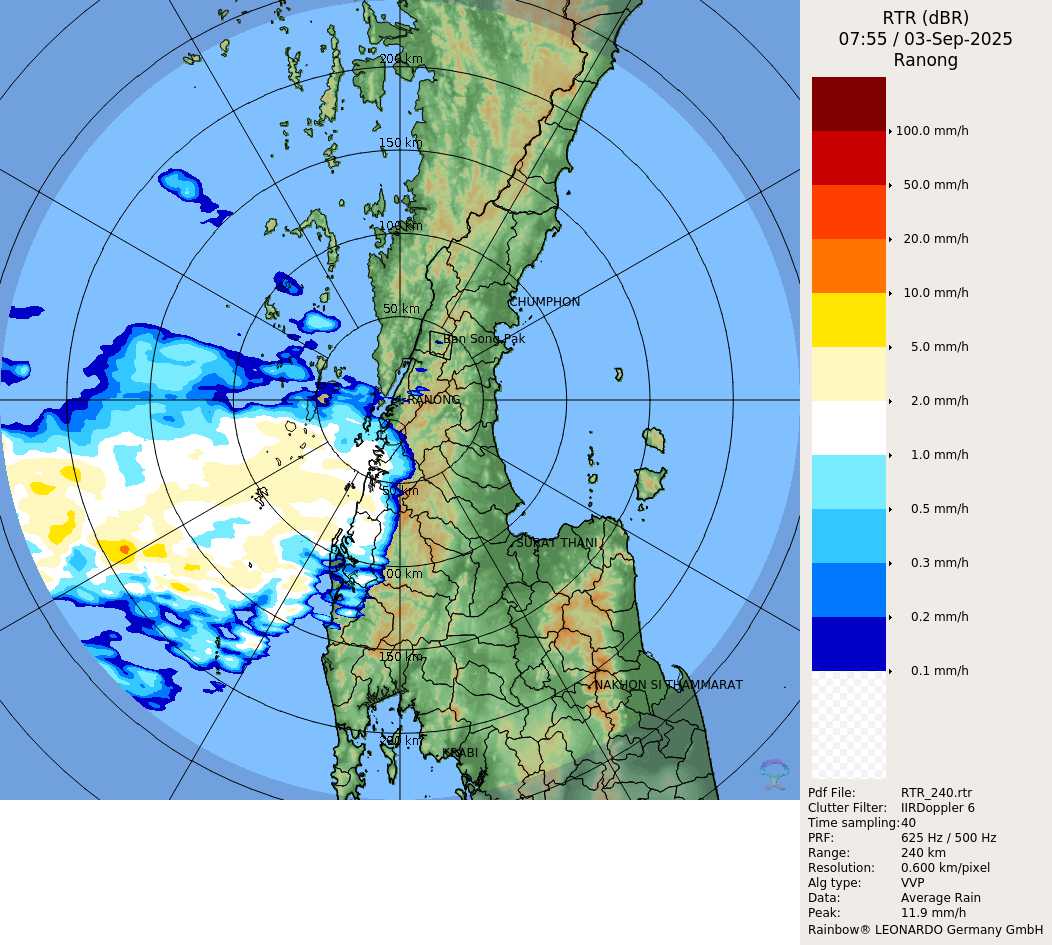 RTR (dBR)
07:55 / 03-Sep-2025
Ranong
200 km
150 km
100 km
50 km
CHUMPHON
Ban Song Pak
RANONG
50 km
SURAT THANI
100 km
150 km
NAKHON SI THAMMARAT
200 km
KRABI
100.0 mm/h
50.0 mm/h
20.0 mm/h
10.0 mm/h
5.0 mm/h
2.0 mm/h
1.0 mm/h
0.5 mm/h
0.3 mm/h
0.2 mm/h
0.1 mm/h
Pdf File: RTR_240.rtr
Clutter Filter: IIRDoppler 6
Time sampling: 40
PRF: 625 Hz / 500 Hz
Range: 240 km
Resolution: 0.600 km/pixel
Alg type: VVP
Data: Average Rain
Peak: 11.9 mm/h
Rainbow® LEONARDO Germany GmbH